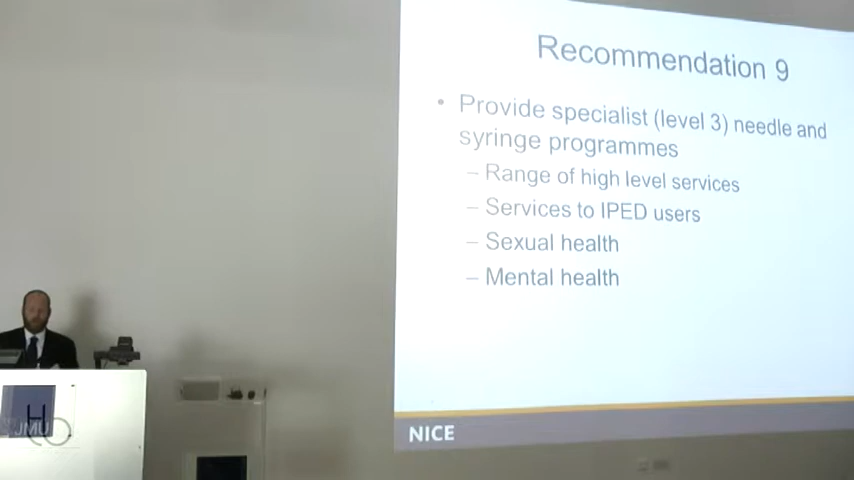 Recommendation 9
• Provide specialist (level 3) needle and
syringe programmes
– Range of high level services
– Services to IPED users
– Sexual health
– Mental health
NICE
JMU